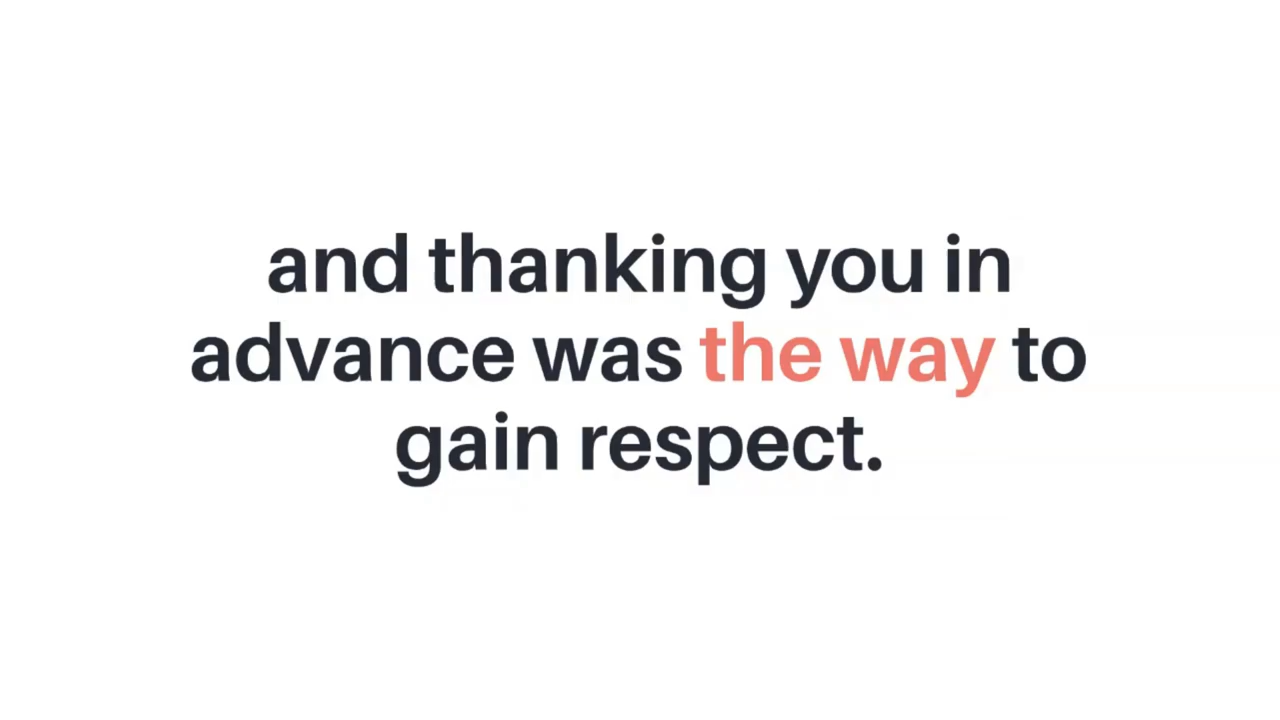 and thanking you in
advance was the way to
gain respect.